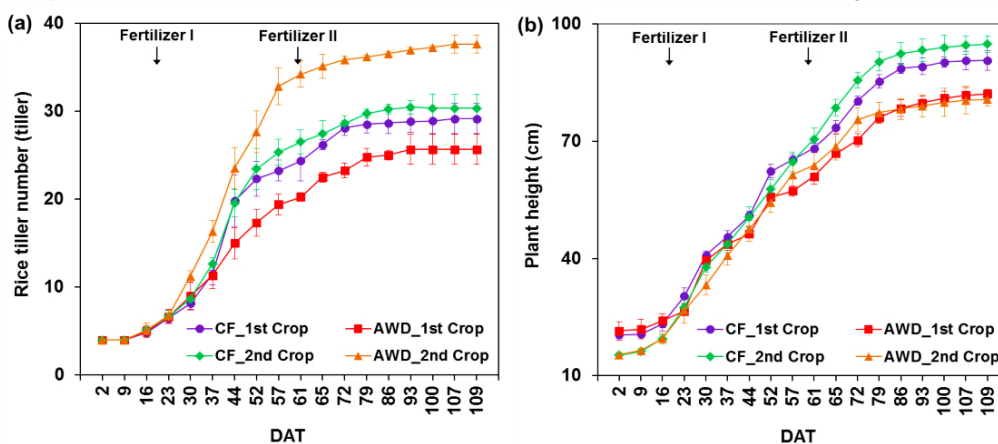 (a)
Fertilizer I
Fertilizer II
Rice tiller number (tiller)
40
30
20
10
0
CF_1st Crop
AWD_1st Crop
CF_2nd Crop
AWD_2nd Crop
2 9 16 23 30 37 44 52 57 61 65 72 79 86 93 100 107 109
DAT
(b)
Fertilizer I
Fertilizer II
Plant height (cm)
100
70
40
10
CF_1st Crop
AWD_1st Crop
CF_2nd Crop
AWD_2nd Crop
2 9 16 23 30 37 44 52 57 61 65 72 79 86 93 100 107 109
DAT